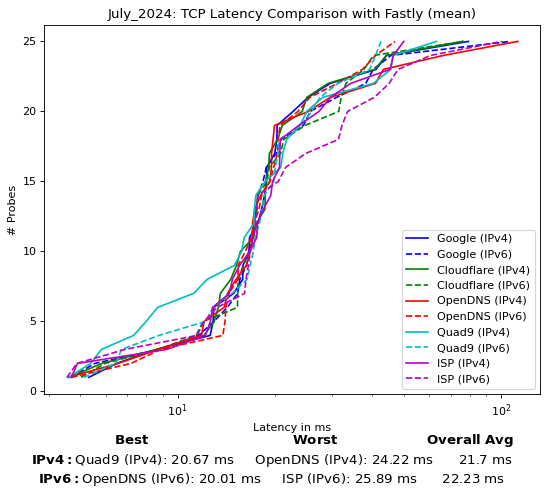 July_2024: TCP Latency Comparison with Fastly (mean)
# Probes
25
20
15
10
5
0
Google (IPv4)
Google (IPv6)
Cloudflare (IPv4)
Cloudflare (IPv6)
OpenDNS (IPv4)
OpenDNS (IPv6)
Quad9 (IPv4)
Quad9 (IPv6)
ISP (IPv4)
ISP (IPv6)
10¹ 10²
Latency in ms
Best Worst Overall Avg
IPv4: Quad9 (IPv4): 20.67 ms OpenDNS (IPv4): 24.22 ms 21.7 ms
IPv6: OpenDNS (IPv6): 20.01 ms ISP (IPv6): 25.89 ms 22.23 ms